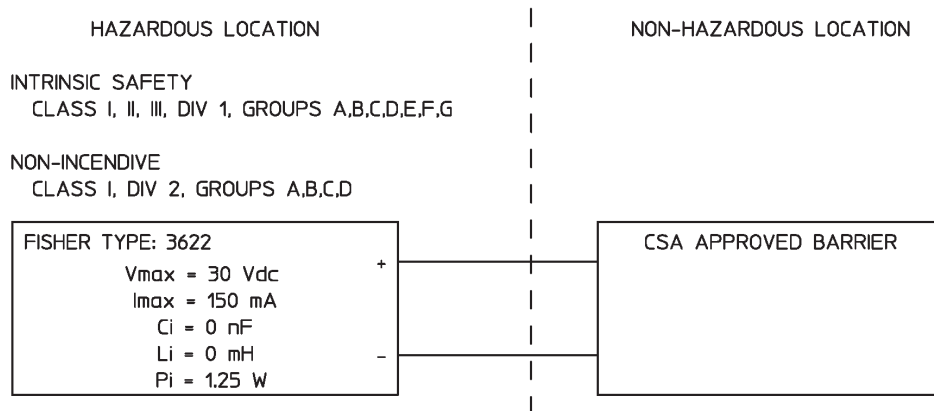 HAZARDOUS LOCATION
NON-HAZARDOUS LOCATION
INTRINSIC SAFETY
CLASS I, II, III, DIV 1, GROUPS A,B,C,D,E,F,G
NON-INCENDIVE
CLASS I, DIV 2, GROUPS A,B,C,D
FISHER TYPE: 3622
Vmax = 30 Vdc
Imax = 150 mA
Ci = 0 nF
Li = 0 mH
Pi = 1.25 W
+
-
CSA APPROVED BARRIER